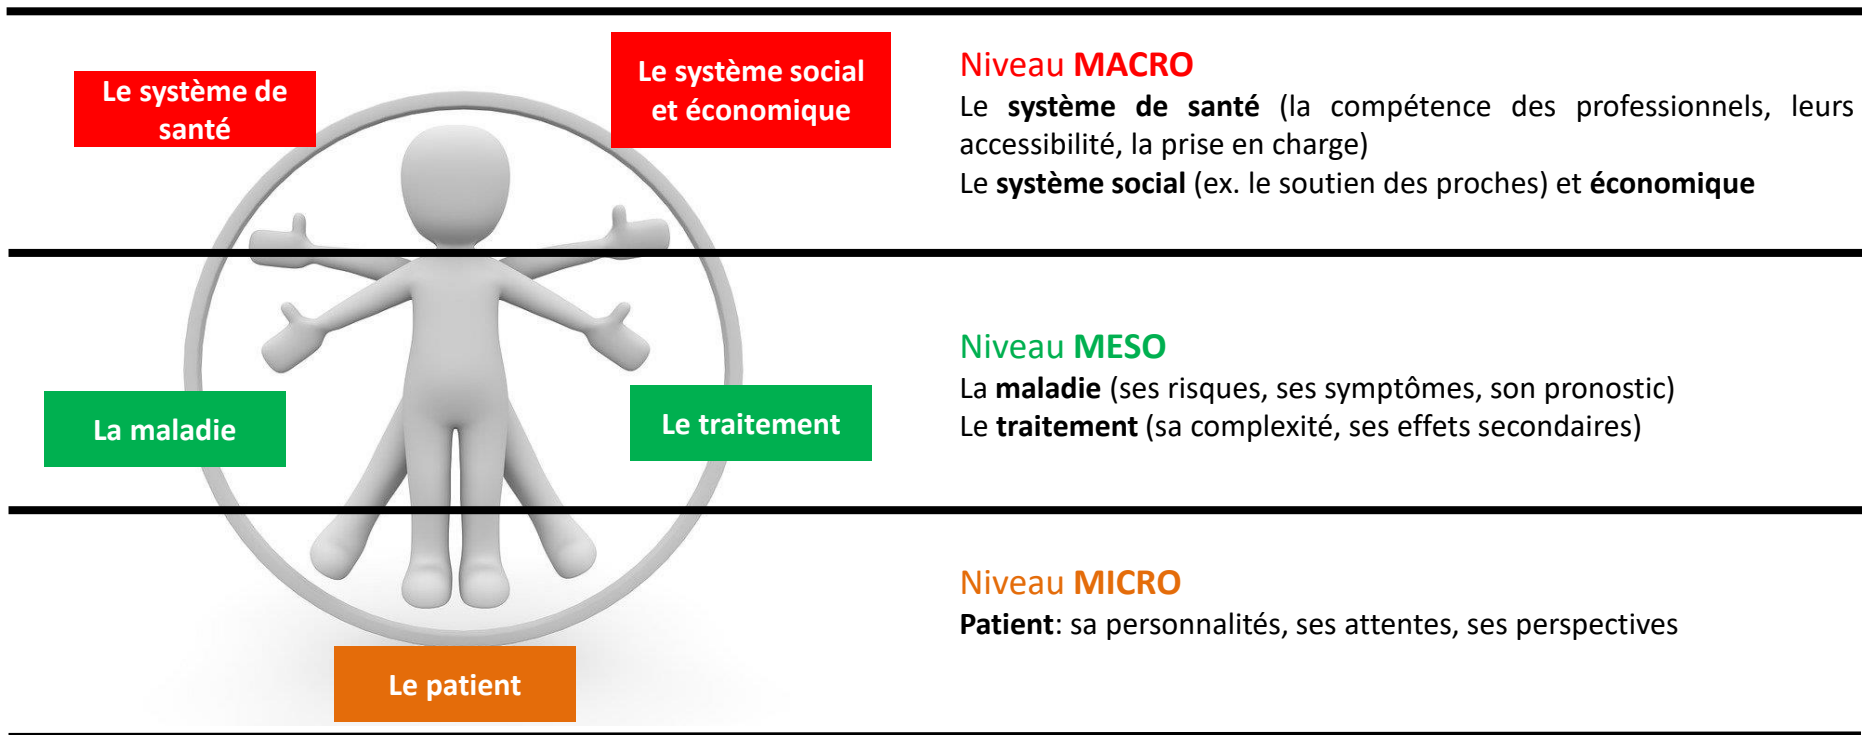 Le système de
santé
Le système social
et économique
Niveau MACRO
Le système de santé (la compétence des professionnels, leurs
accessibilité, la prise en charge)
Le système social (ex. le soutien des proches) et économique
La maladie
Le traitement
Niveau MESO
La maladie (ses risques, ses symptômes, son pronostic)
Le traitement (sa complexité, ses effets secondaires)
Le patient
Niveau MICRO
Patient: sa personnalités, ses attentes, ses perspectives